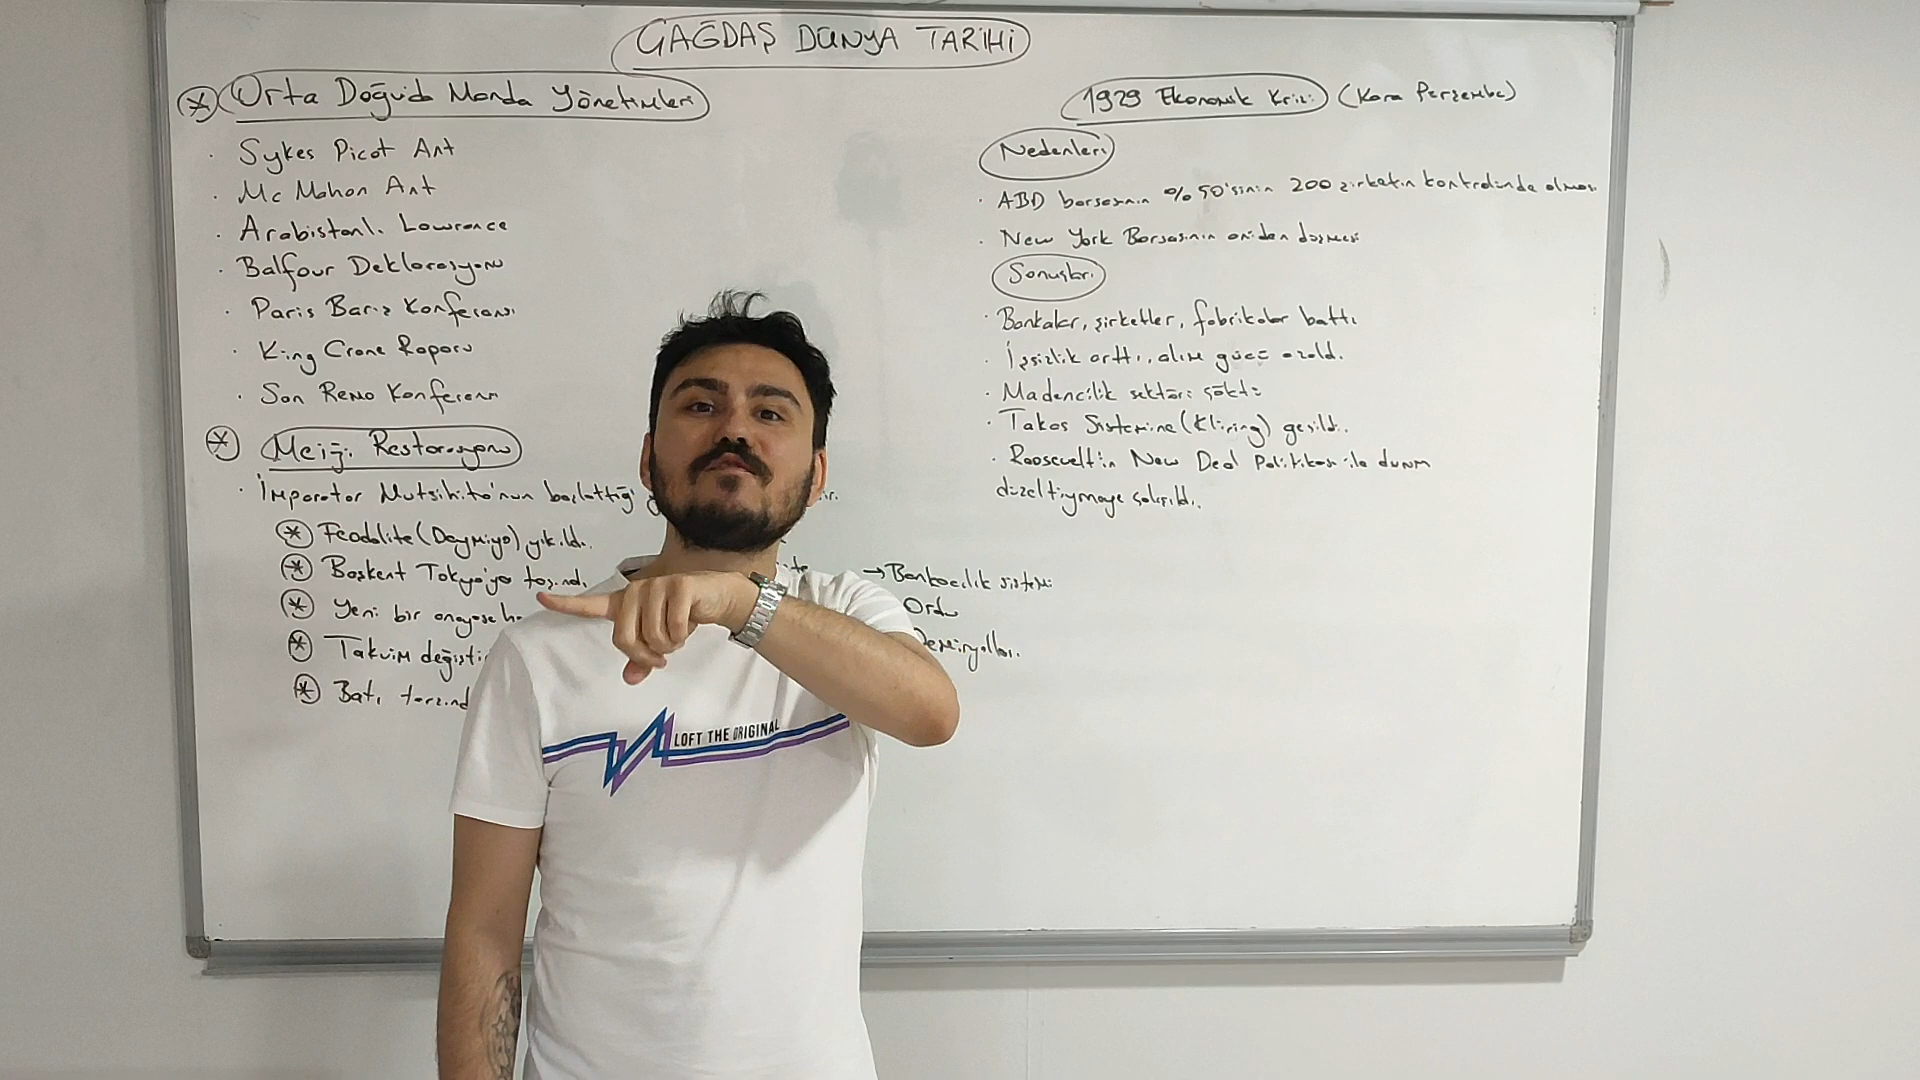 ÇAĞDAŞ DÜNYA TARİHİ
Orta Doğu'da Manda Yönetimleri
· Sykes Picot Ant
· Mc Mahon Ant
· Arabistanlı Lawrence
· Balfour Deklarasyonu
· Paris Barış Konferansı
· King Crane Raporu
· San Remo Konferansı
Meiji Restorasyonu
· İmparator Mutsihito'nun başlattığı
Feodalite (Daymiyo) yıkıldı.
Başkent Tokyo'ya taşındı.
Yeni bir anayasa
Takvim değişti
Batı tarzında
→ Bankacılık sistemi
Ordu
Demiryolları.
1929 Ekonomik Krizi (Kara Perşembe)
Nedenleri
· ABD borsasının %50'sinin 200 şirketin kontrolünde olması
· New York Borsasının aniden düşmesi
Sonuçları
· Bankalar, şirketler, fabrikalar battı
· İşsizlik arttı, alım gücü azaldı.
· Madencilik sektörü çöktü
· Takas Sistemine (Kliring) geçildi.
· Roosevelt'in New Deal Politikası ile durum
düzeltilmeye çalışıldı.
LOFT THE ORIGINAL